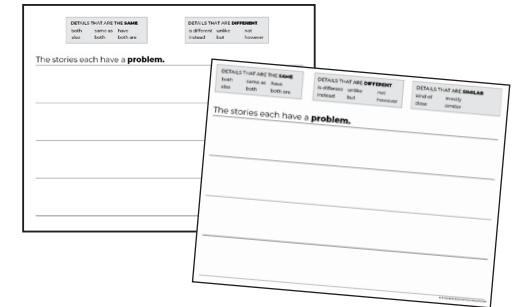 DETAILS THAT ARE THE SAME
both same as have
also both both are
DETAILS THAT ARE DIFFERENT
is different unlike not
instead but however
The stories each have a problem.
DETAILS THAT ARE THE SAME
both same as have
also both both are
DETAILS THAT ARE DIFFERENT
is different unlike not
instead but however
DETAILS THAT ARE SIMILAR
kind of mostly
close similar
The stories each have a problem.